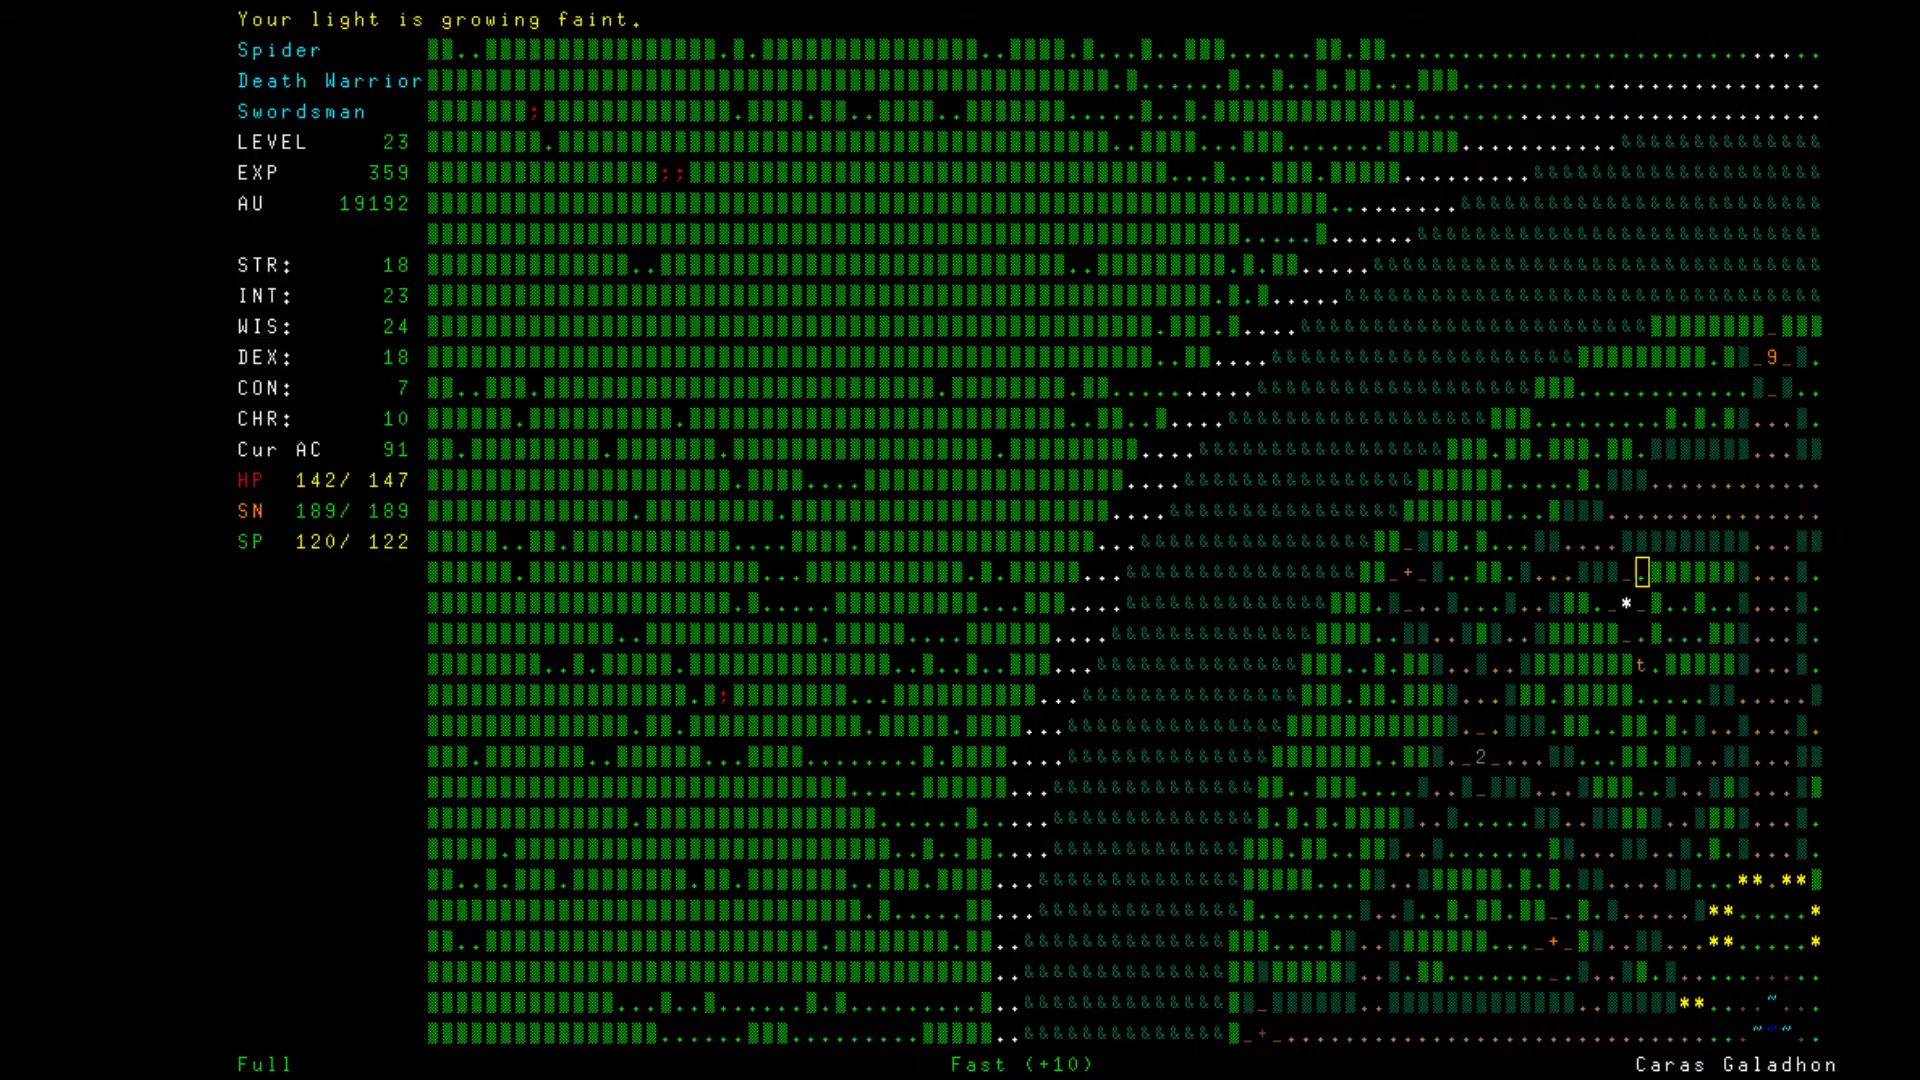 Your light is growing faint.
Spider
Death Warrior
Swordsman
LEVEL 23
EXP 359
AU 19192
STR: 18
INT: 23
WIS: 24
DEX: 18
CON: 7
CHR: 10
Cur AC 91
HP 142/ 147
SN 189/ 189
SP 120/ 122
9
t
2
Full Fast (+10) Caras Galadhon